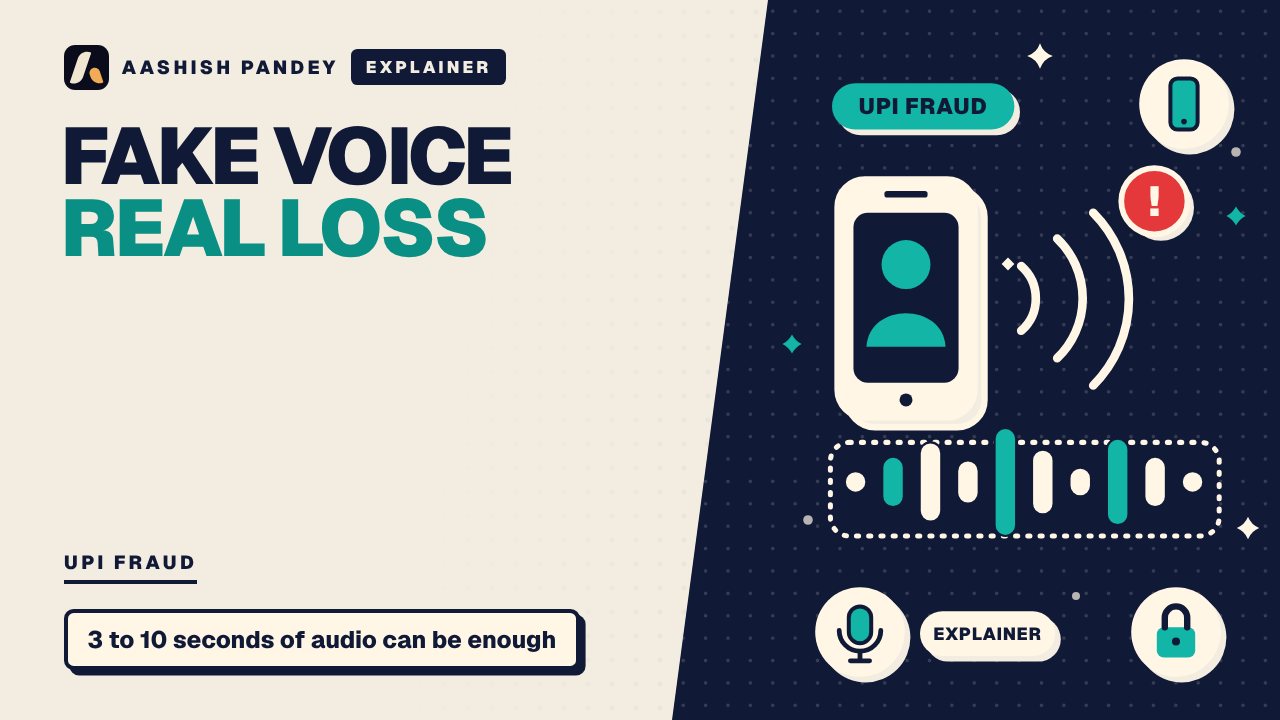 AASHISH PANDEY EXPLAINER
FAKE VOICE
REAL LOSS
UPI FRAUD
3 to 10 seconds of audio can be enough
UPI FRAUD
!
EXPLAINER